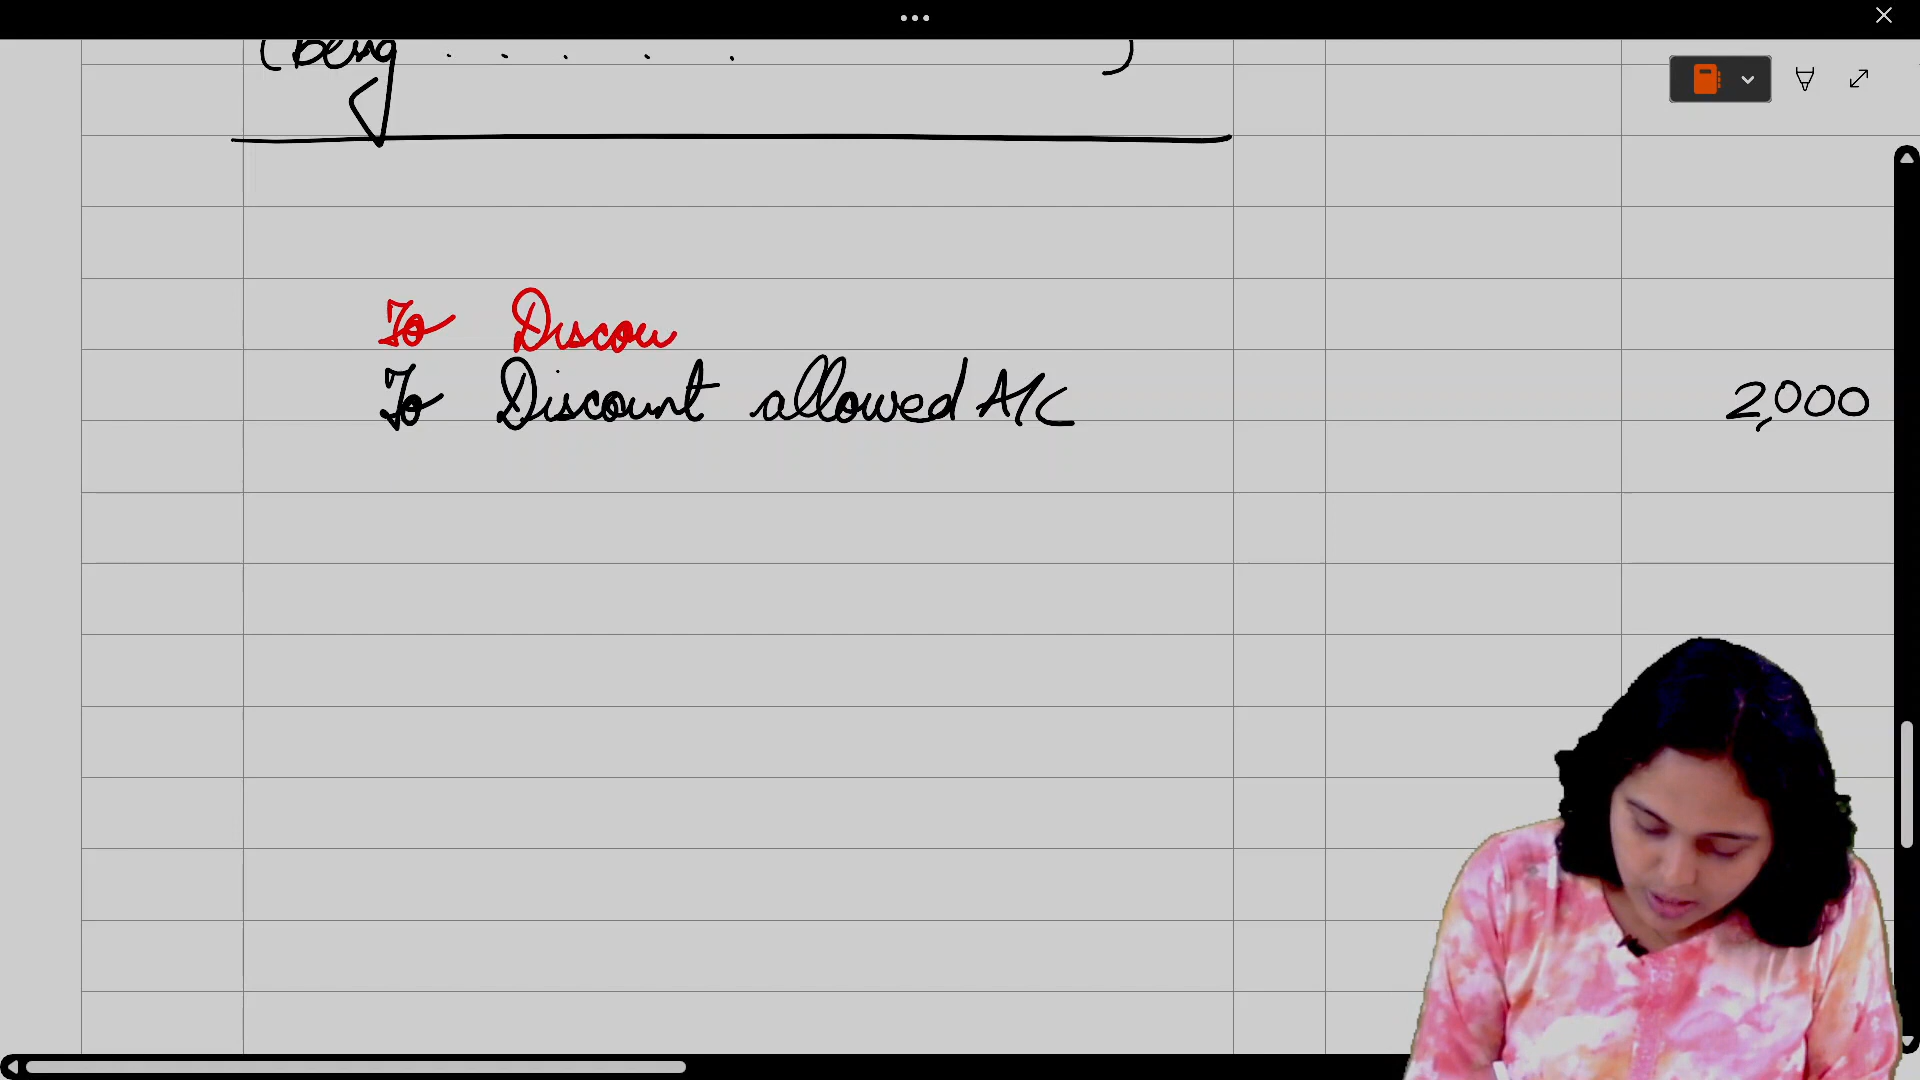 (Being . . . . . )
To Discou
To Discount allowed A/C 2,000